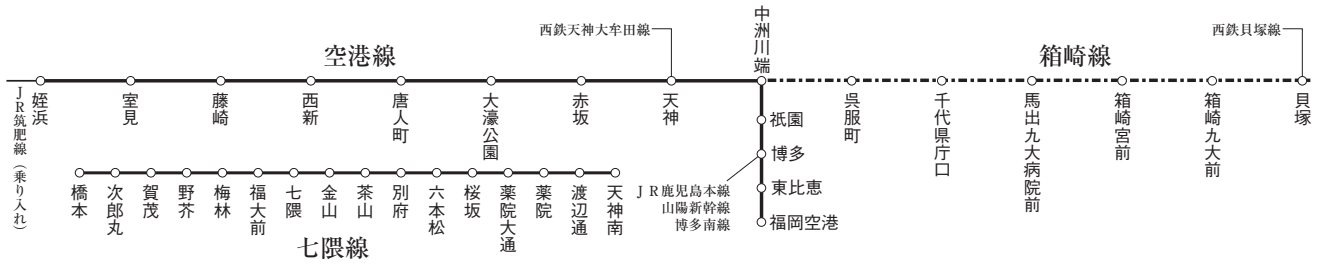 西鉄天神大牟田線
中洲川端
西鉄貝塚線
空港線
箱崎線
JR筑肥線（乗り入れ）
姪浜
室見
藤崎
西新
唐人町
大濠公園
赤坂
天神
祇園
博多
東比恵
福岡空港
JR鹿児島本線
山陽新幹線
博多南線
呉服町
千代県庁口
馬出九大病院前
箱崎宮前
箱崎九大前
貝塚
橋本
次郎丸
賀茂
野芥
梅林
福大前
七隈
金山
茶山
別府
六本松
桜坂
薬院大通
薬院
渡辺通
天神南
七隈線